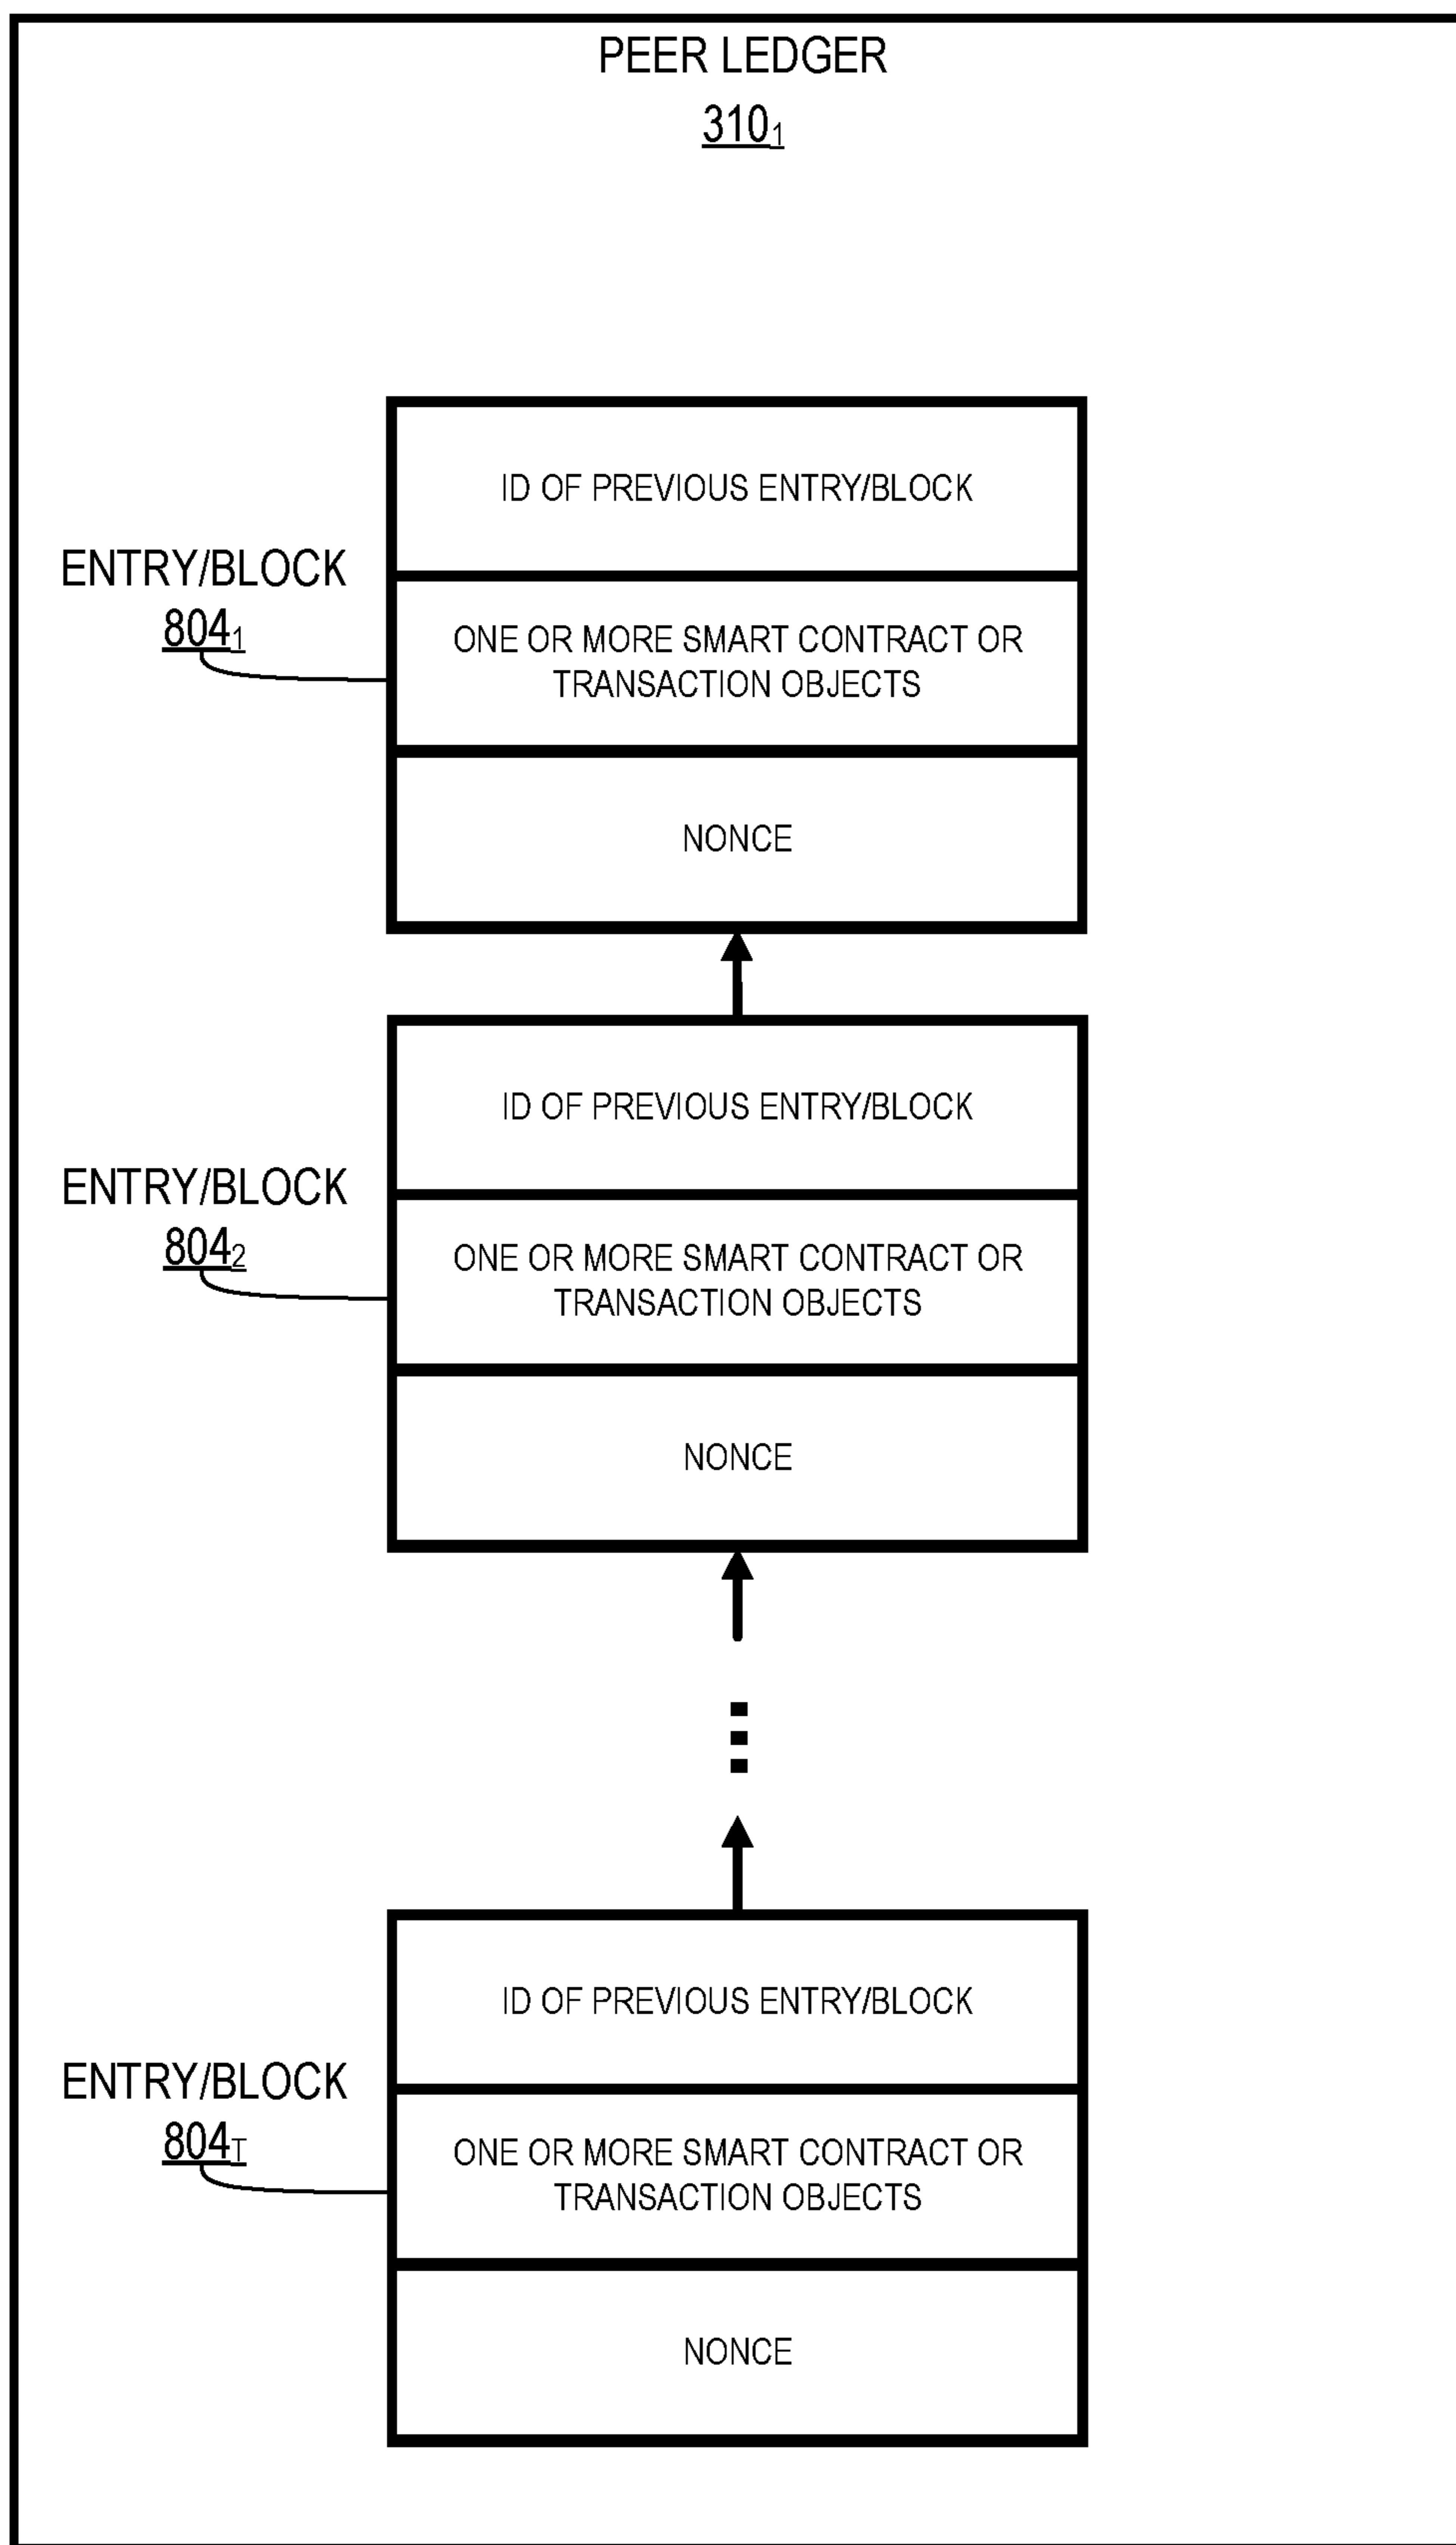 PEER LEDGER
310₁
ID OF PREVIOUS ENTRY/BLOCK
ENTRY/BLOCK
804₁
ONE OR MORE SMART CONTRACT OR
TRANSACTION OBJECTS
NONCE
ID OF PREVIOUS ENTRY/BLOCK
ENTRY/BLOCK
804₂
ONE OR MORE SMART CONTRACT OR
TRANSACTION OBJECTS
NONCE
ID OF PREVIOUS ENTRY/BLOCK
ENTRY/BLOCK
804T
ONE OR MORE SMART CONTRACT OR
TRANSACTION OBJECTS
NONCE